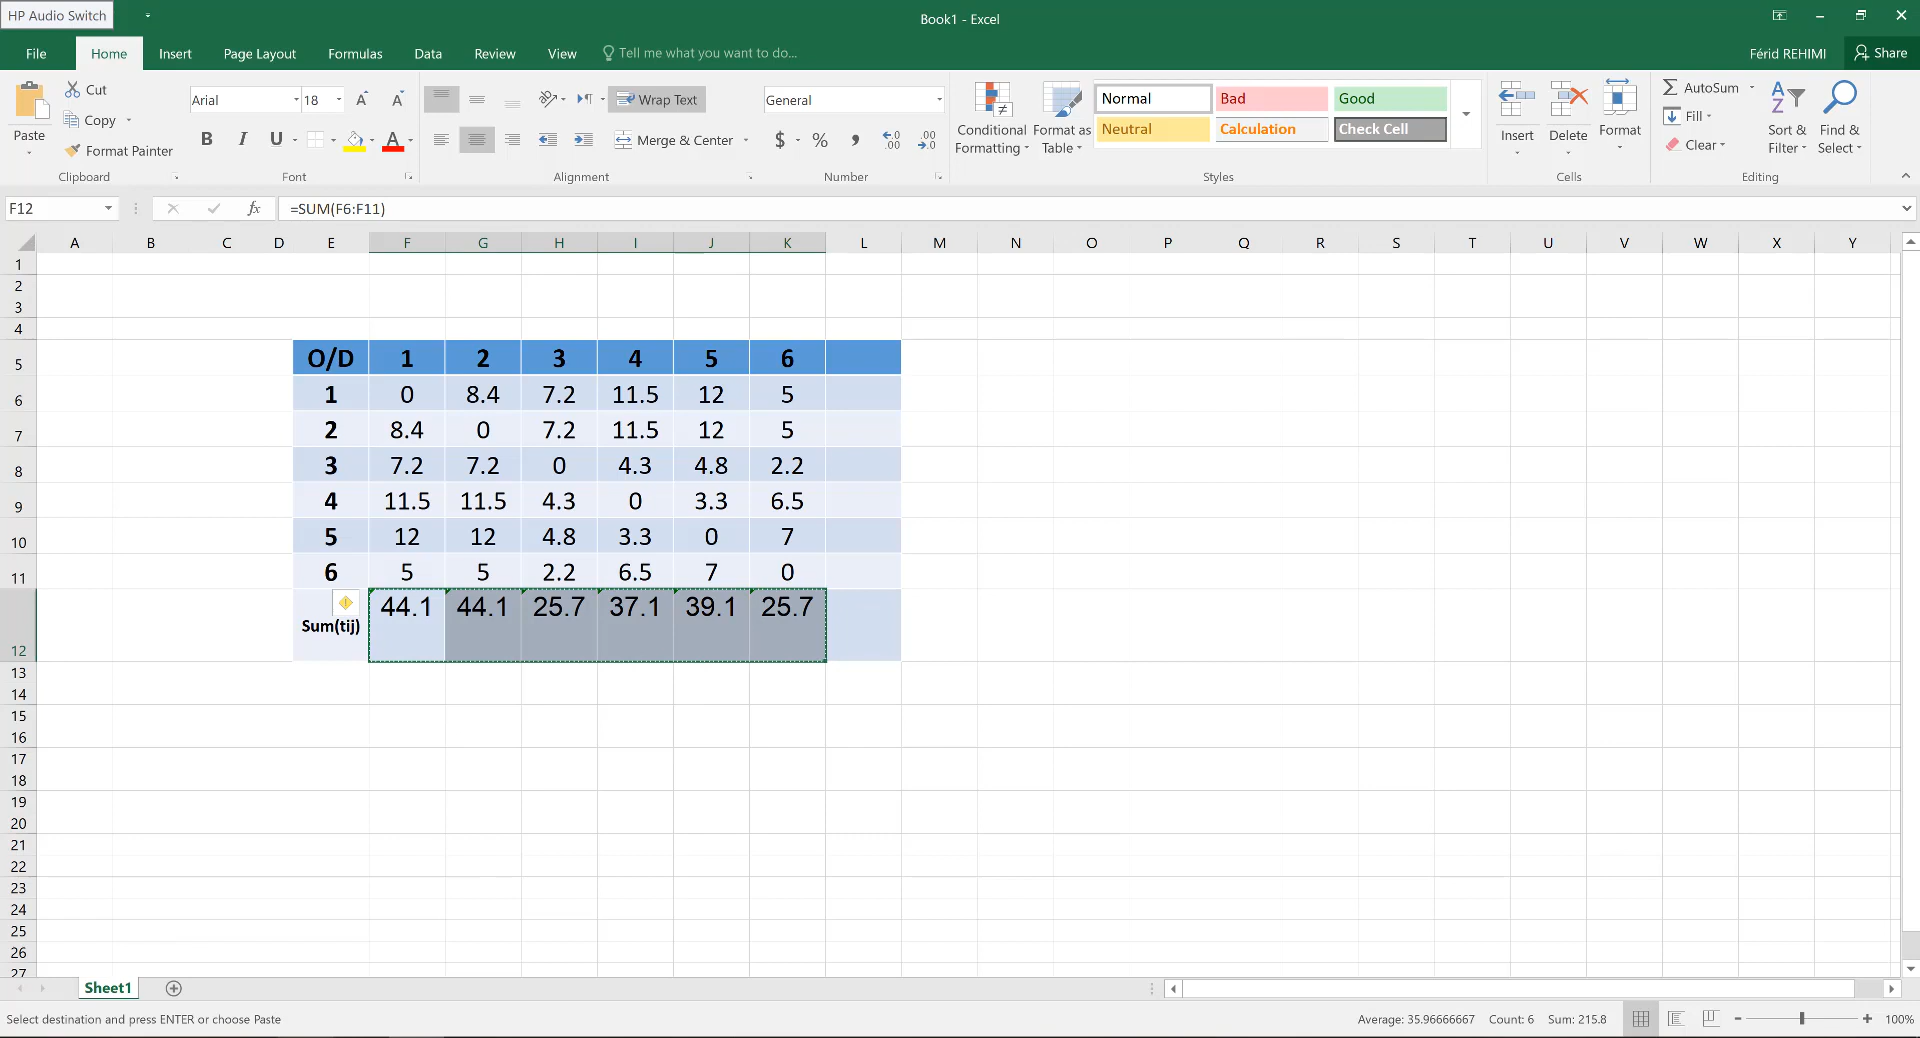 HP Audio Switch
Book1 - Excel
File Home Insert Page Layout Formulas Data Review View Tell me what you want to do... Férid REHIMI Share
Paste
Cut
Copy
Format Painter
Clipboard
Arial 18 A A
B I U A
Font
Wrap Text
Merge & Center
Alignment
General
$ % , .0 .00 .00 .0
Number
Conditional Formatting
Format as Table
Normal Bad Good
Neutral Calculation Check Cell
Styles
Insert Delete Format
Cells
AutoSum
Fill
Clear
Sort & Filter
Find & Select
Editing
F12 fx =SUM(F6:F11)
A B C D E F G H I J K L M N O P Q R S T U V W X Y
1
2
3
4
5 O/D 1 2 3 4 5 6
6 1 0 8.4 7.2 11.5 12 5
7 2 8.4 0 7.2 11.5 12 5
8 3 7.2 7.2 0 4.3 4.8 2.2
9 4 11.5 11.5 4.3 0 3.3 6.5
10 5 12 12 4.8 3.3 0 7
11 6 5 5 2.2 6.5 7 0
12 Sum(tij) 44.1 44.1 25.7 37.1 39.1 25.7
13
14
15
16
17
18
19
20
21
22
23
24
25
26
27
Sheet1
Select destination and press ENTER or choose Paste Average: 35.96666667 Count: 6 Sum: 215.8 100%